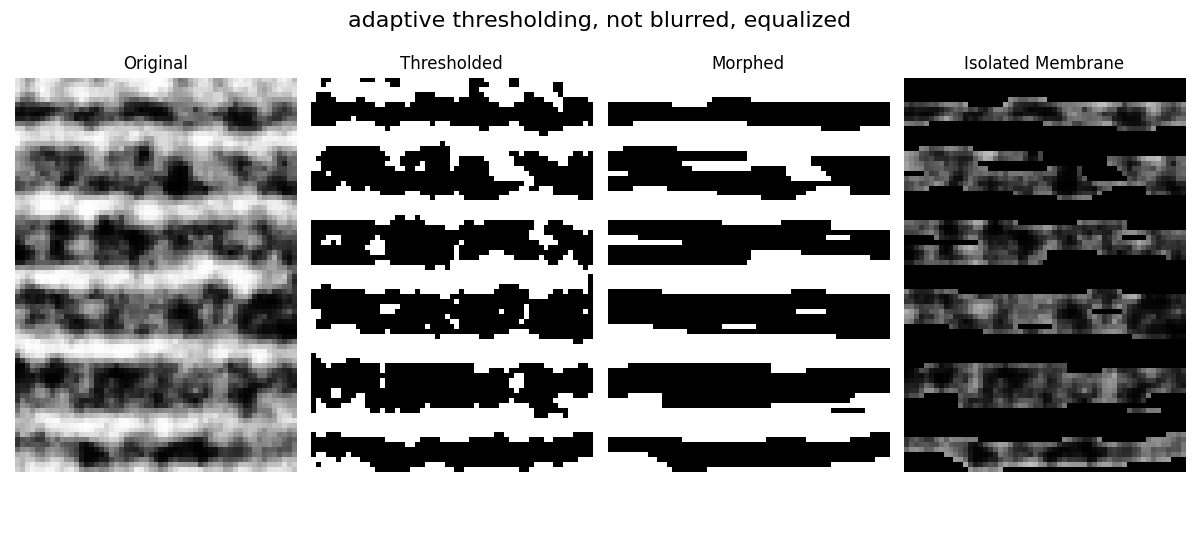 adaptive thresholding, not blurred, equalized
Original
Thresholded
Morphed
Isolated Membrane